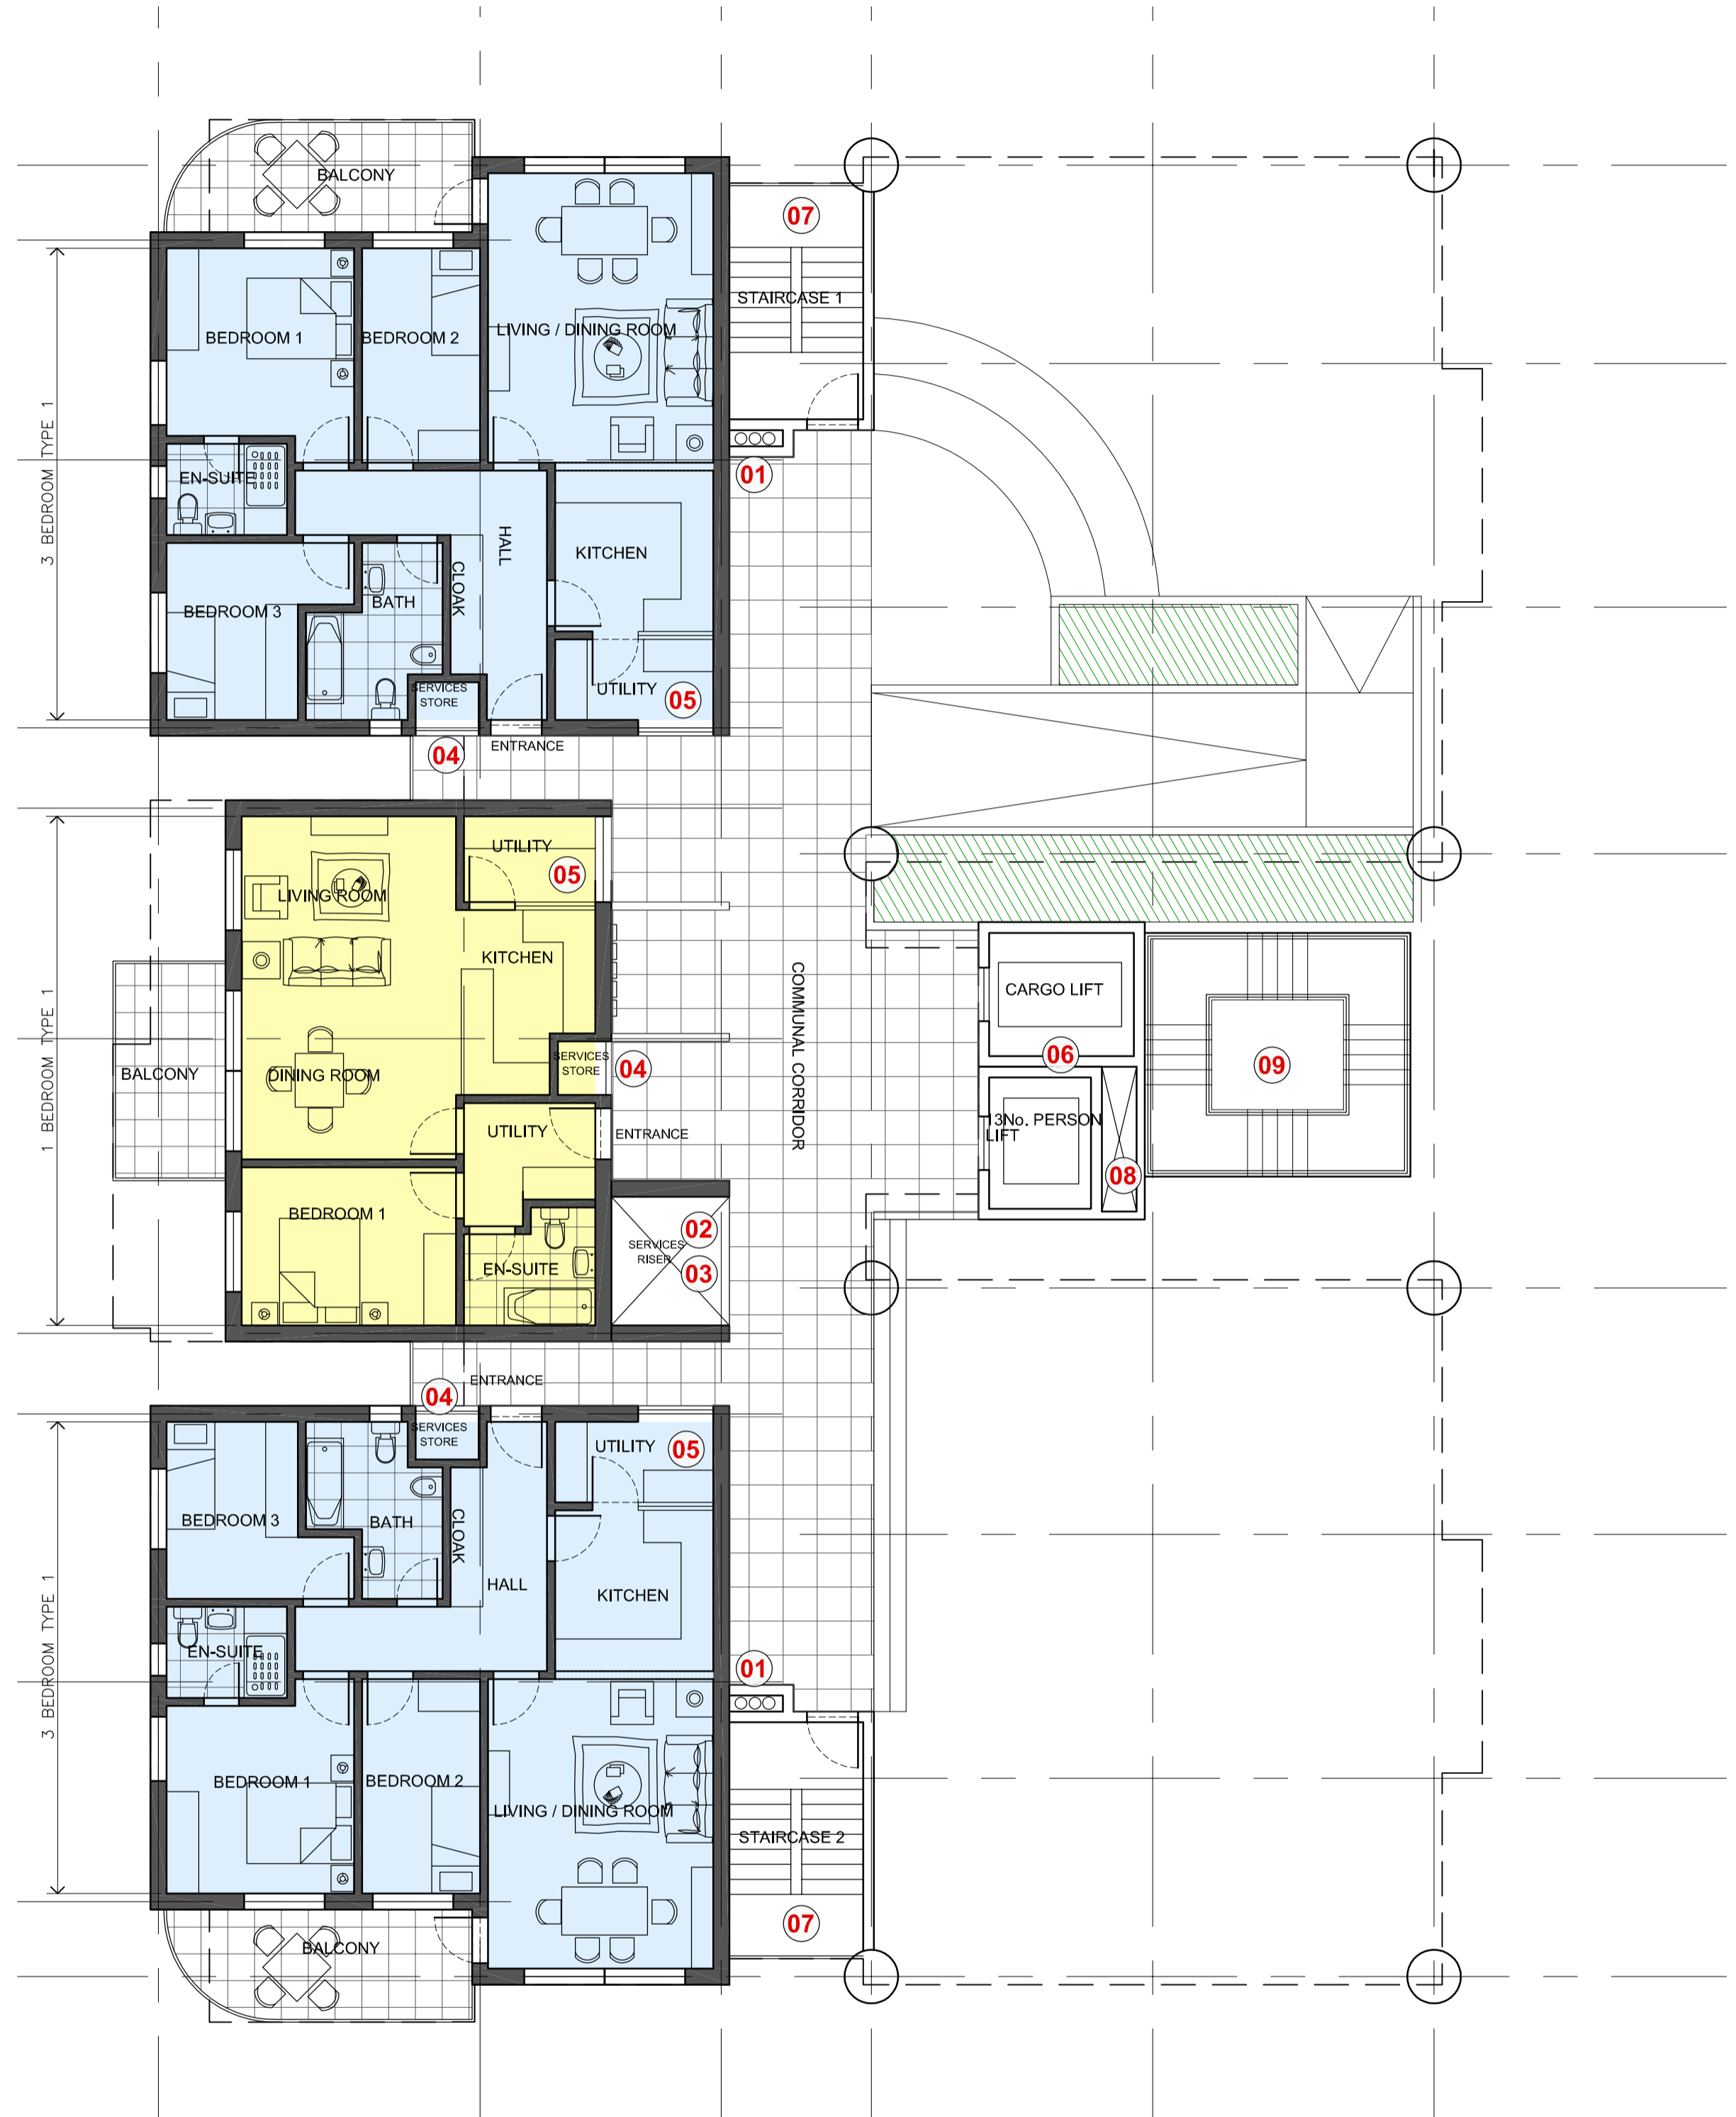 BALCONY
07
STAIRCASE 1
BEDROOM 1
BEDROOM 2
LIVING / DINING ROOM
3 BEDROOM TYPE 1
EN-SUITE
01
HALL
KITCHEN
CLOAK
BATH
BEDROOM 3
SERVICES
STORE
UTILITY
05
04
ENTRANCE
UTILITY
05
LIVING ROOM
KITCHEN
COMMUNAL CORRIDOR
CARGO LIFT
06
09
1 BEDROOM TYPE 1
BALCONY
DINING ROOM
SERVICES
STORE
04
13No. PERSON
LIFT
08
UTILITY
ENTRANCE
BEDROOM 1
EN-SUITE
SERVICES
RISER
02
03
ENTRANCE
04
SERVICES
STORE
UTILITY
05
BEDROOM 3
BATH
CLOAK
HALL
KITCHEN
3 BEDROOM TYPE 1
EN-SUITE
01
BEDROOM 1
BEDROOM 2
LIVING / DINING ROOM
STAIRCASE 2
07
BALCONY